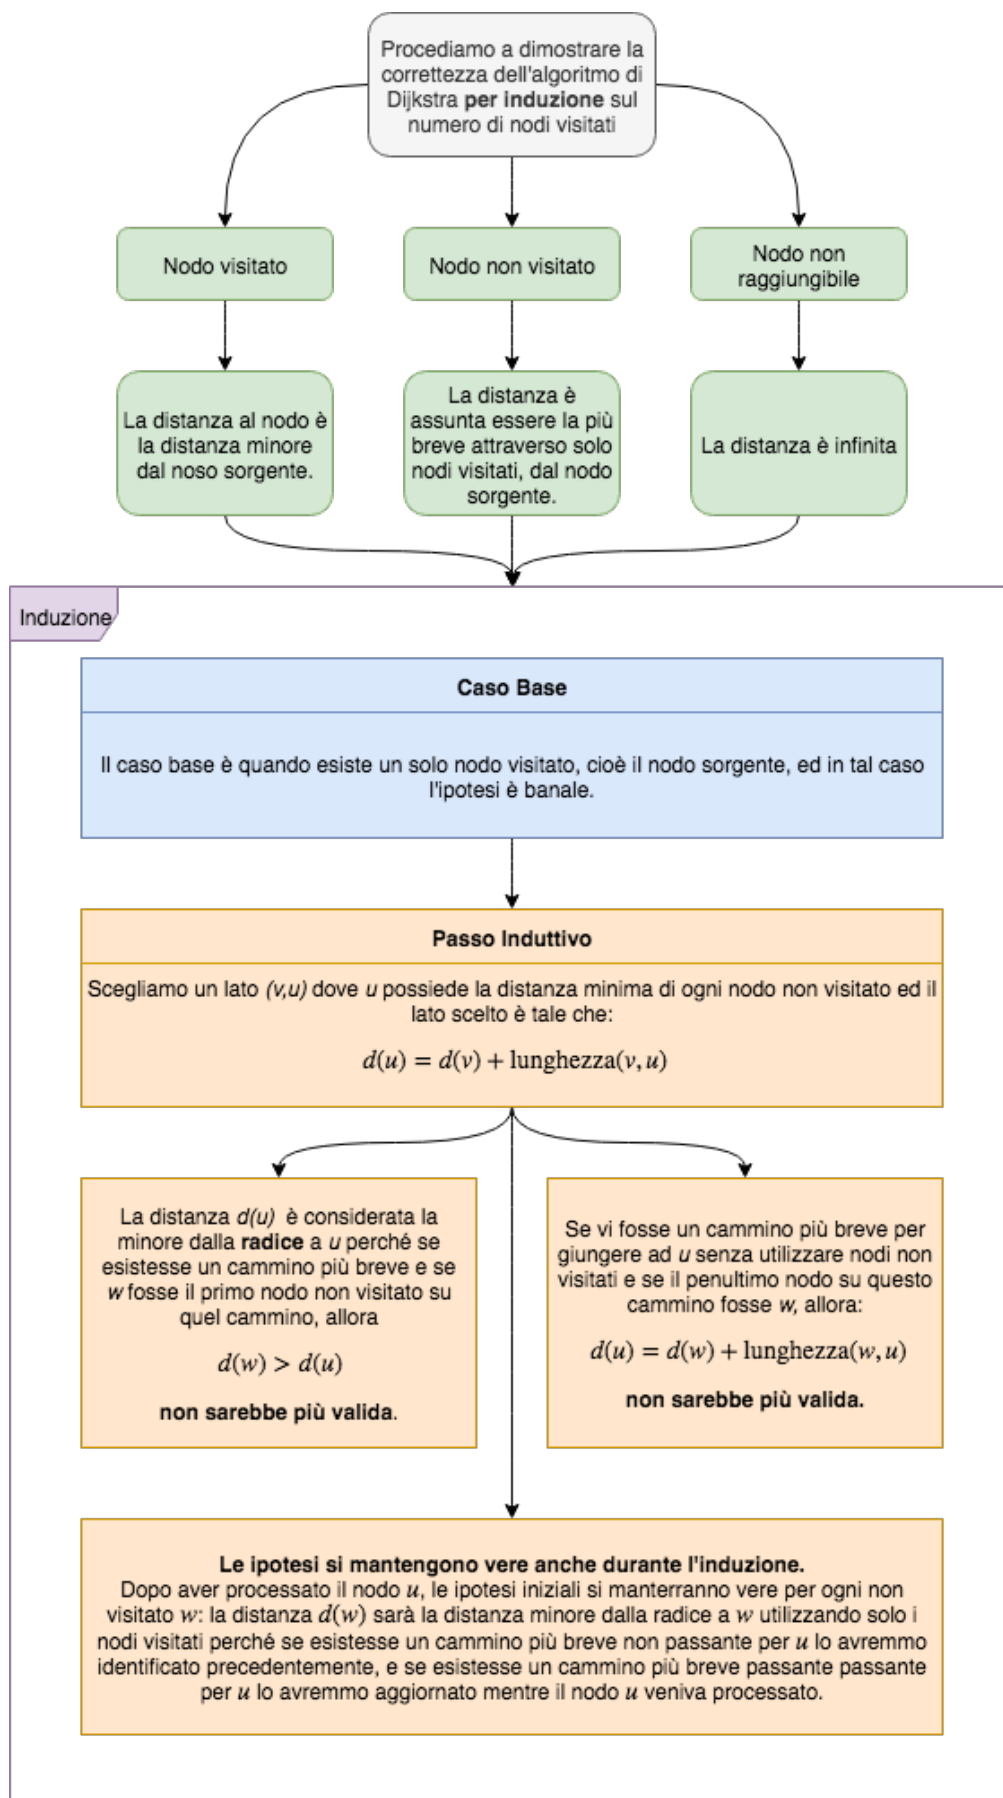 Procediamo a dimostrare la
correttezza dell'algoritmo di
Dijkstra per induzione sul
numero di nodi visitati
Nodo visitato
Nodo non visitato
Nodo non
raggiungibile
La distanza al nodo è
la distanza minore
dal noso sorgente.
La distanza è
assunta essere la più
breve attraverso solo
nodi visitati, dal nodo
sorgente.
La distanza è infinita
Induzione
Caso Base
Il caso base è quando esiste un solo nodo visitato, cioè il nodo sorgente, ed in tal caso
l'ipotesi è banale.
Passo Induttivo
Scegliamo un lato (v,u) dove u possiede la distanza minima di ogni nodo non visitato ed il
lato scelto è tale che:
d(u) = d(v) + lunghezza(v, u)
La distanza d(u) è considerata la
minore dalla radice a u perché se
esistesse un cammino più breve e se
w fosse il primo nodo non visitato su
quel cammino, allora
d(w) > d(u)
non sarebbe più valida.
Se vi fosse un cammino più breve per
giungere ad u senza utilizzare nodi non
visitati e se il penultimo nodo su questo
cammino fosse w, allora:
d(u) = d(w) + lunghezza(w, u)
non sarebbe più valida.
Le ipotesi si mantengono vere anche durante l'induzione.
Dopo aver processato il nodo u, le ipotesi iniziali si manterranno vere per ogni non
visitato w: la distanza d(w) sarà la distanza minore dalla radice a w utilizzando solo i
nodi visitati perché se esistesse un cammino più breve non passante per u lo avremmo
identificato precedentemente, e se esistesse un cammino più breve passante passante
per u lo avremmo aggiornato mentre il nodo u veniva processato.